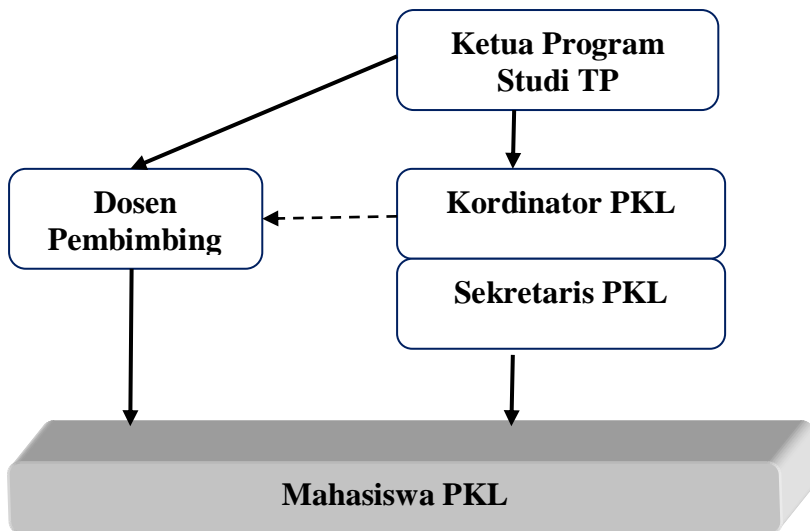 Ketua Program
Studi TP
Dosen
Pembimbing
Kordinator PKL
Sekretaris PKL
Mahasiswa PKL